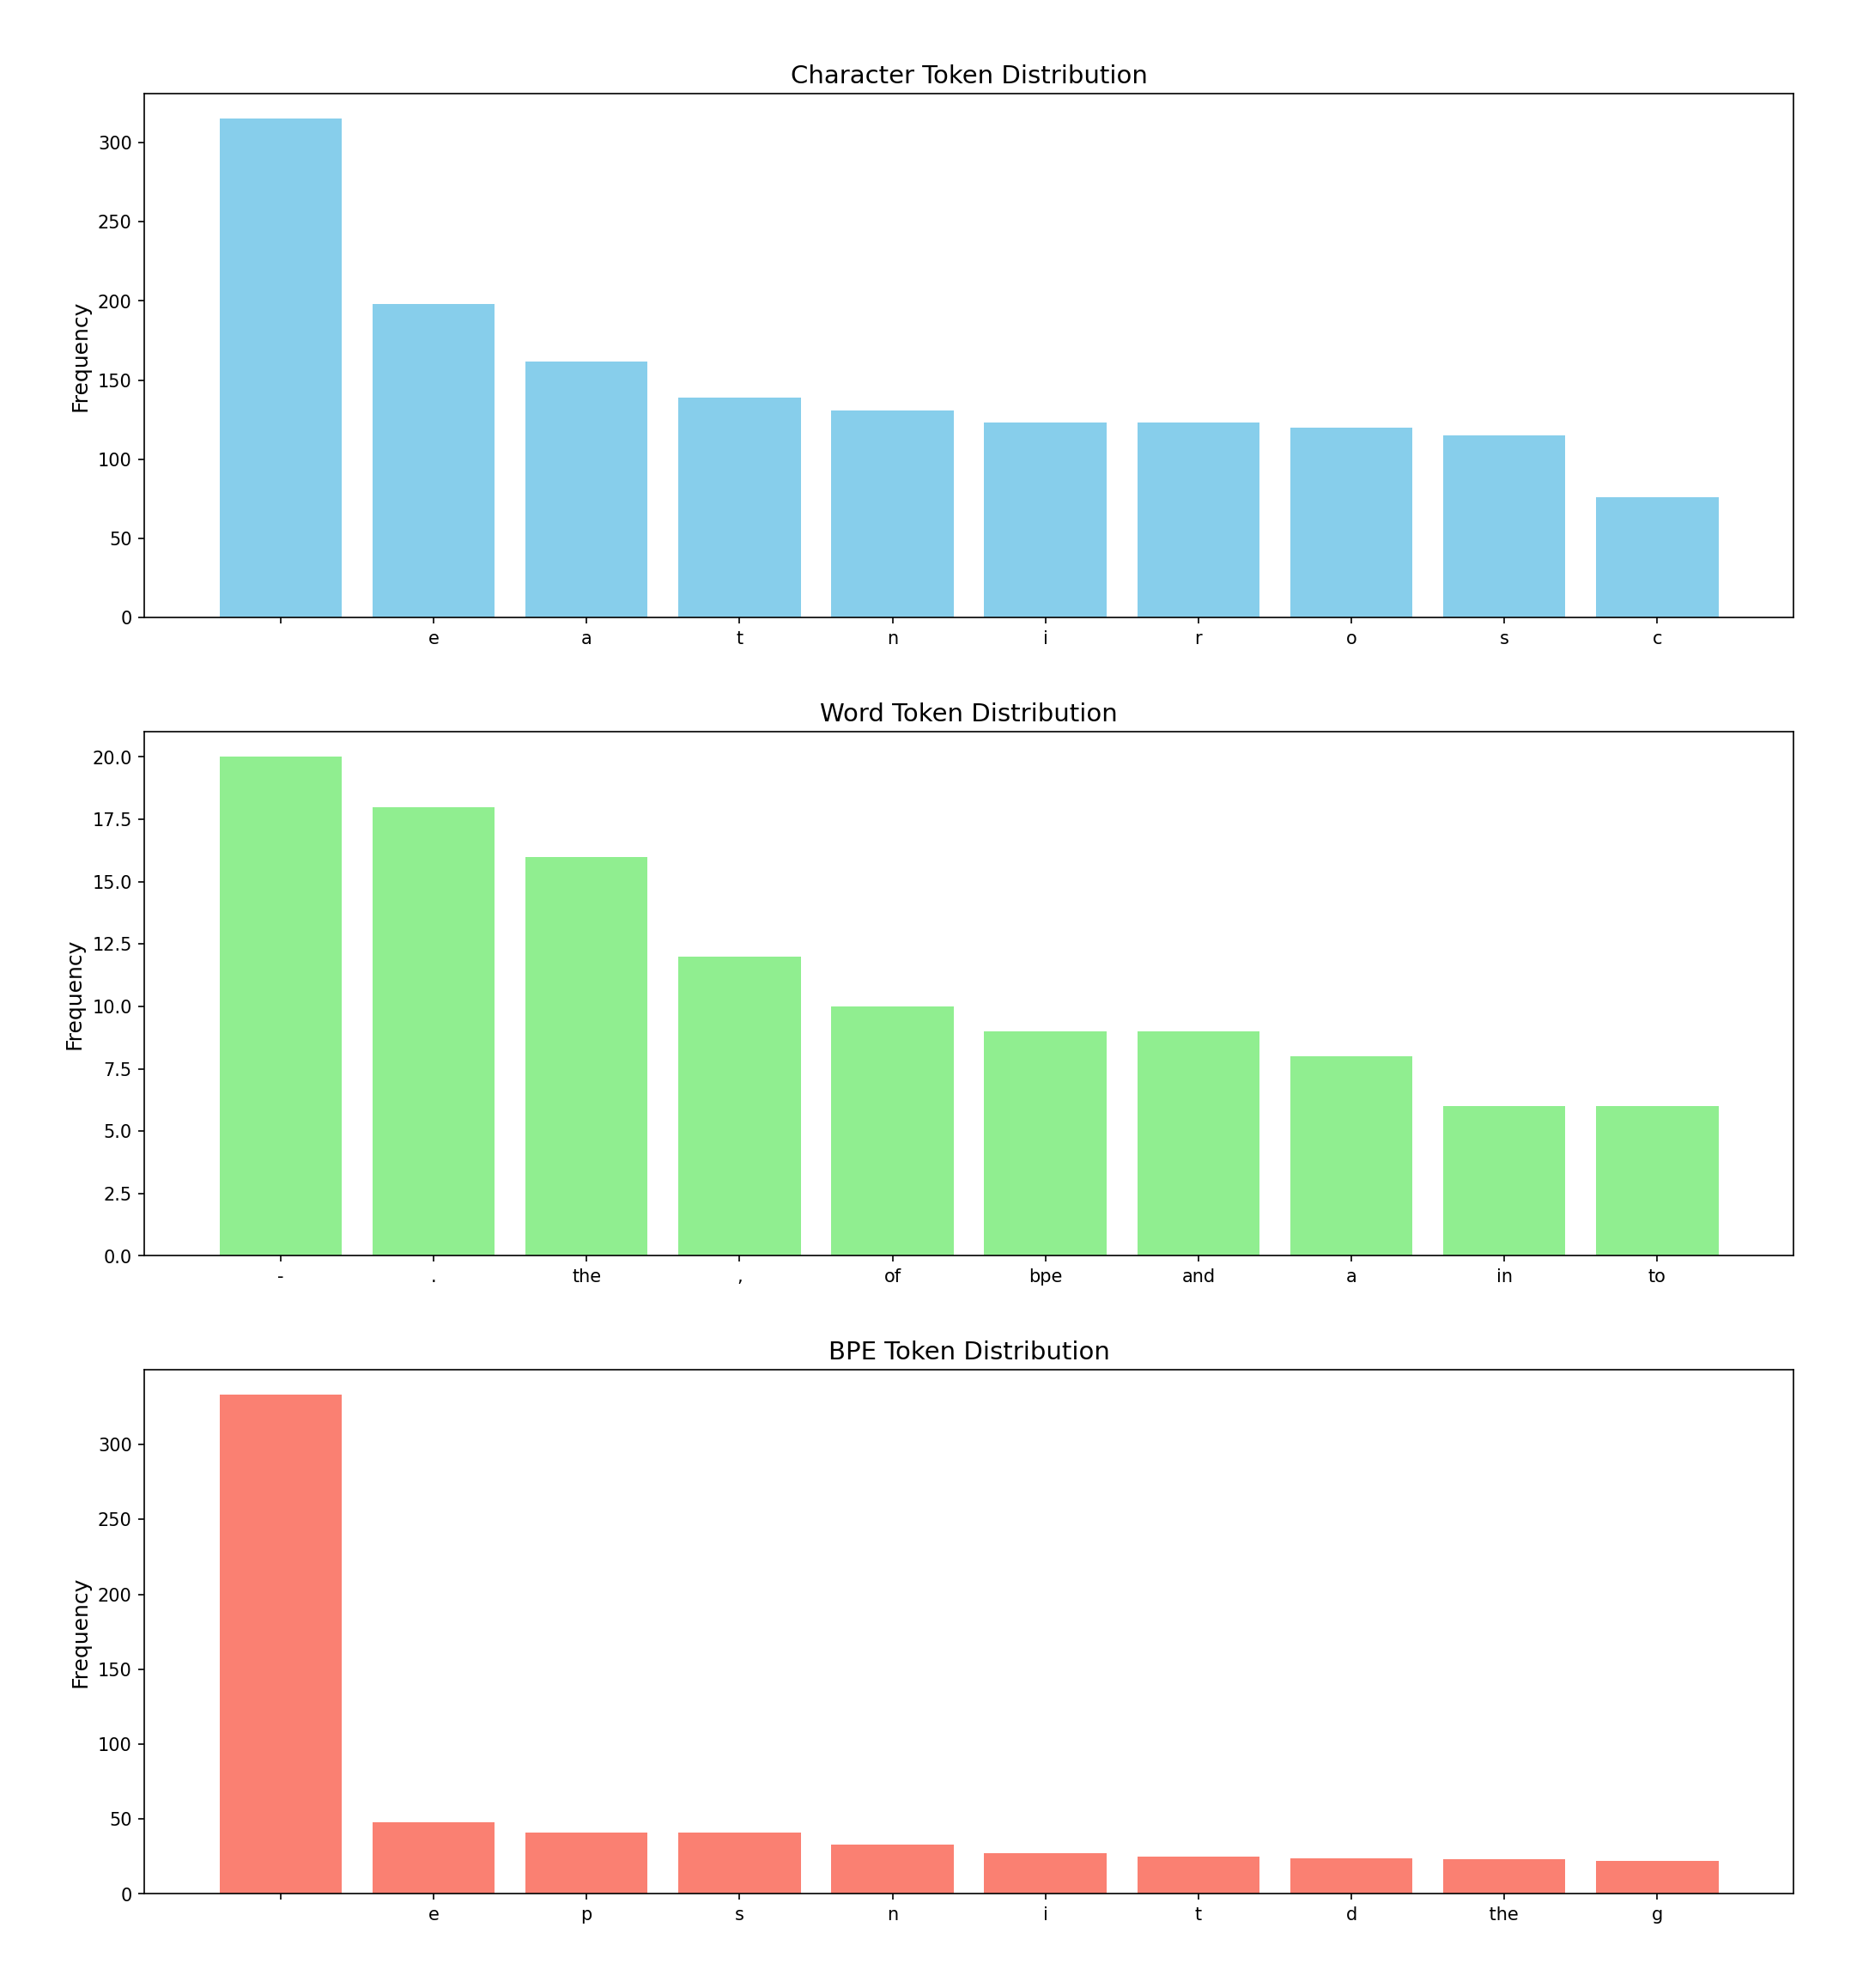 Character Token Distribution
Frequency
300
250
200
150
100
50
0
e a t n i r o s c
Word Token Distribution
Frequency
20.0
17.5
15.0
12.5
10.0
7.5
5.0
2.5
0.0
- . the , of bpe and a in to
BPE Token Distribution
Frequency
300
250
200
150
100
50
0
e p s n i t d the g